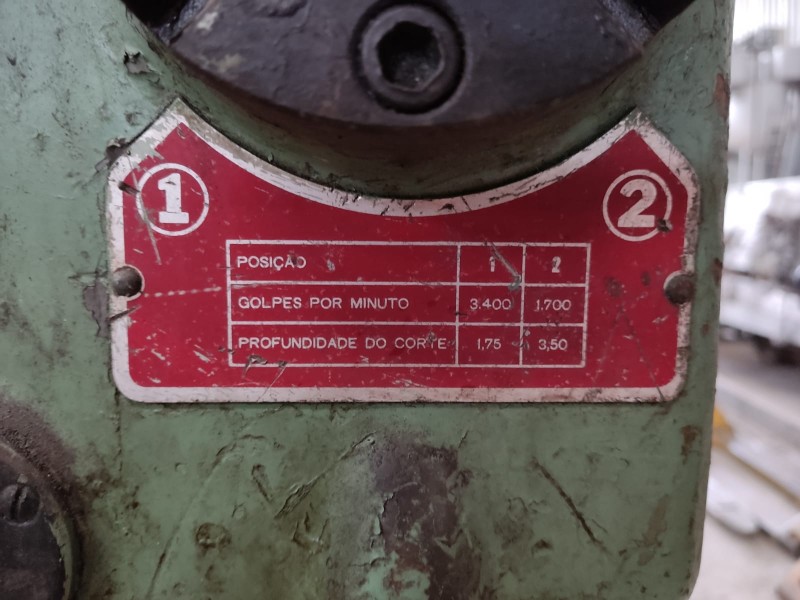 1 2
POSIÇÃO 1 2
GOLPES POR MINUTO 3.400 1.700
PROFUNDIDADE DO CORTE 1,75 3,50